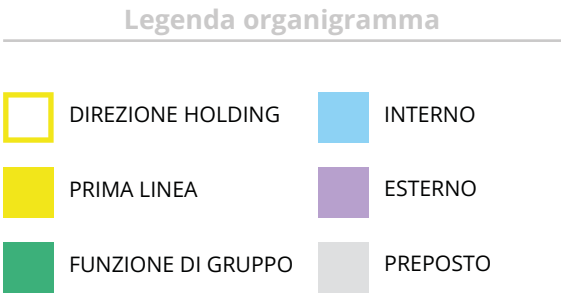 Legenda organigramma
DIREZIONE HOLDING
INTERNO
PRIMA LINEA
ESTERNO
FUNZIONE DI GRUPPO
PREPOSTO